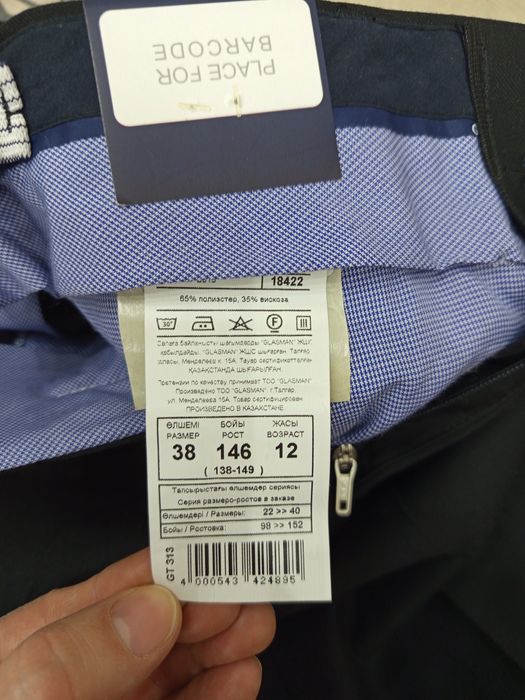 PLACE FOR
BARCODE
18422
65% полиэстер, 35% вискоза
30°
F
Сапаға байланысты шағымдарды "GLASMAN" ЖШС
қабылдайды. "GLASMAN" ЖШС шығарған. Талғар
қаласы, Менделеев к. 15А. Тауар сертификатталған
ҚАЗАҚСТАНДА ШЫҒАРЫЛҒАН
Претензии по качеству принимает ТОО "GLASMAN"
Произведено ТОО "GLASMAN", г.Талгар,
ул. Менделеева 15А. Товар сертифицирован
ПРОИЗВЕДЕНО В КАЗАХСТАНЕ
ӨЛШЕМІ БОЙЫ ЖАСЫ
РАЗМЕР РОСТ ВОЗРАСТ
38 146 12
( 138-149 )
Тапсырыстағы өлшемдер сериясы
Серия размеро-ростов в заказе
Өлшемдері / Размеры: 22 >> 40
Бойы / Ростовка: 98 >> 152
GT 313
4 000543 424895